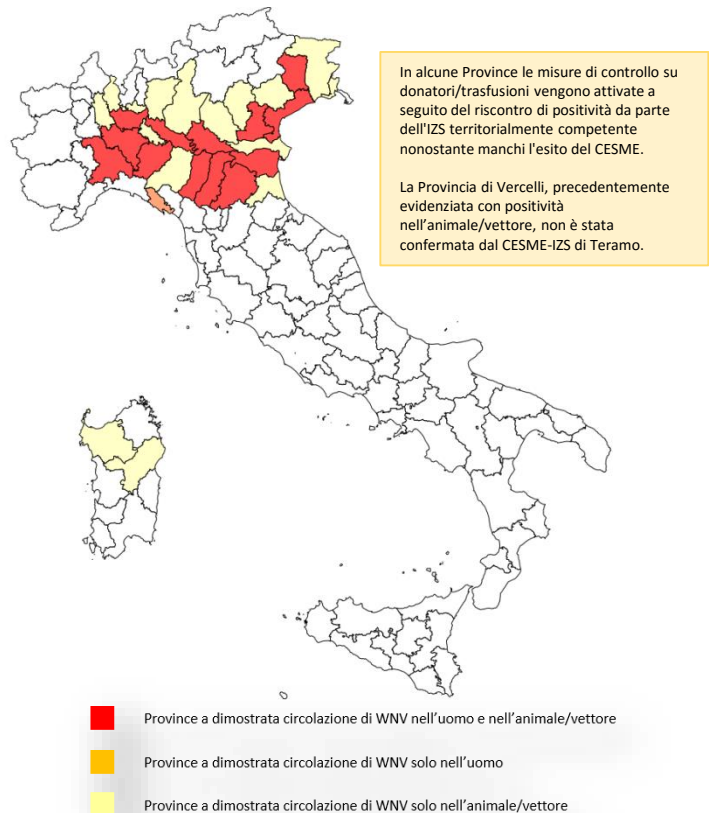 In alcune Province le misure di controllo su
donatori/trasfusioni vengono attivate a
seguito del riscontro di positività da parte
dell'IZS territorialmente competente
nonostante manchi l'esito del CESME.
La Provincia di Vercelli, precedentemente
evidenziata con positività
nell’animale/vettore, non è stata
confermata dal CESME-IZS di Teramo.
Province a dimostrata circolazione di WNV nell’uomo e nell’animale/vettore
Province a dimostrata circolazione di WNV solo nell’uomo
Province a dimostrata circolazione di WNV solo nell’animale/vettore